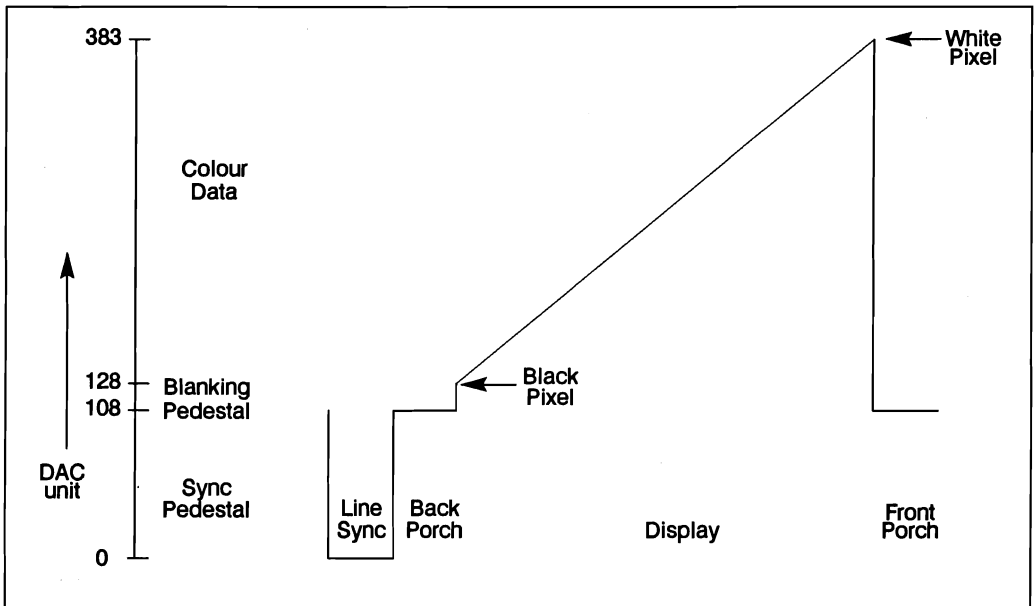 383
White
Pixel
Colour
Data
128
Blanking
Pedestal
108
Black
Pixel
DAC
unit
Sync
Pedestal
Line
Sync
Back
Porch
Display
Front
Porch
0